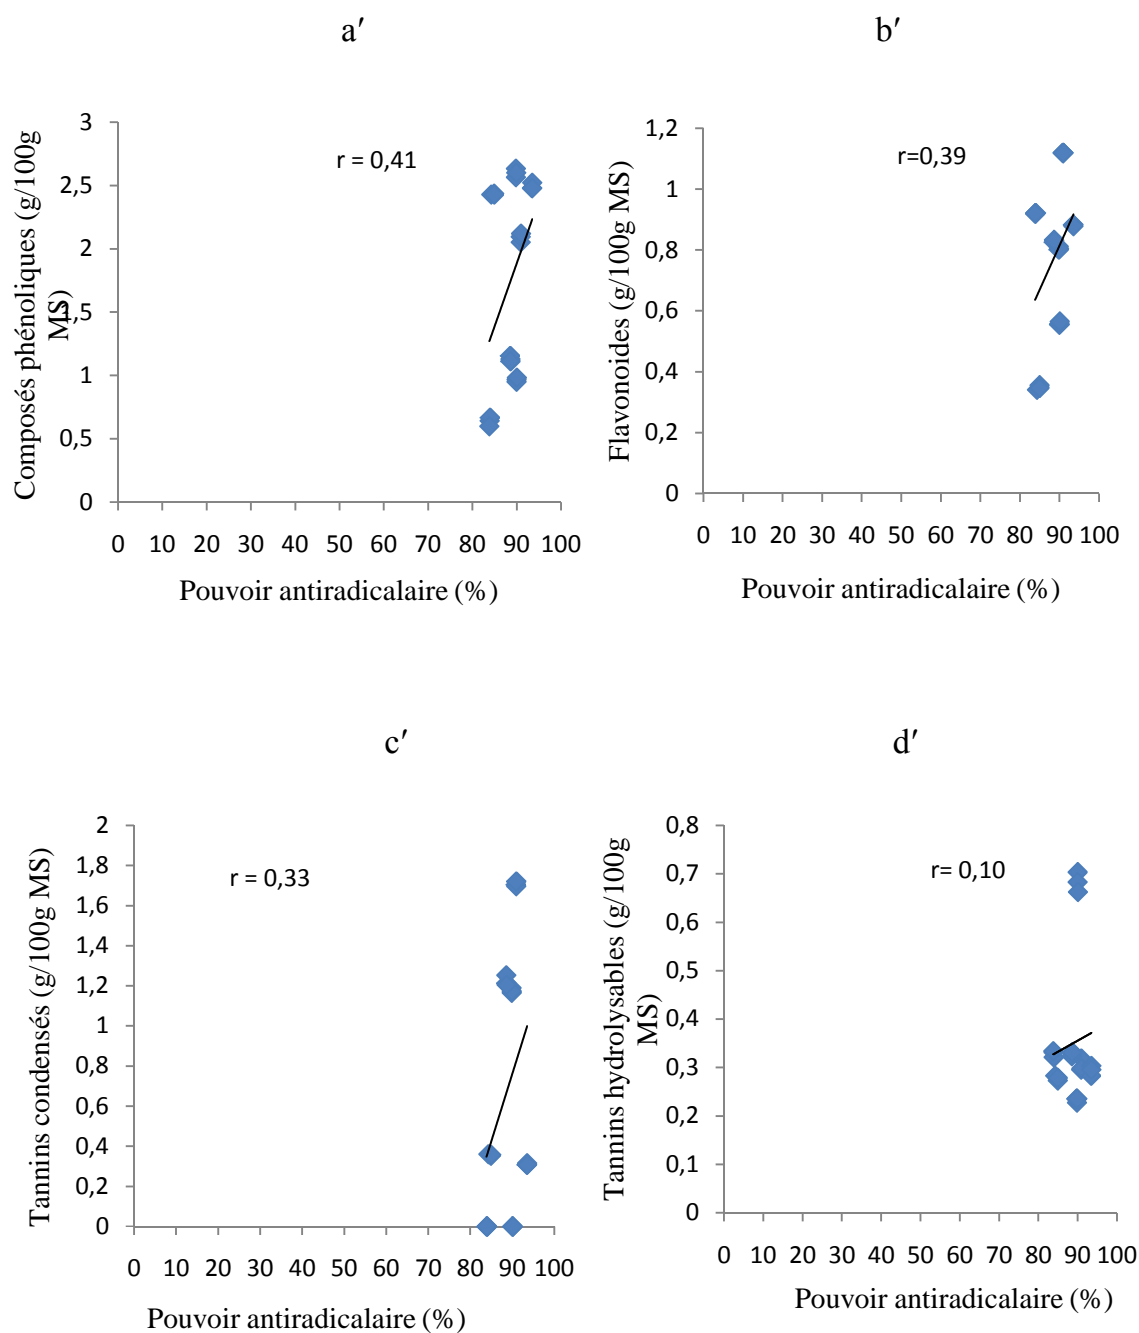 a′
b′
Composés phénoliques (g/100g
MS)
3
2,5
2
1,5
1
0,5
0
r = 0,41
0 10 20 30 40 50 60 70 80 90 100
Pouvoir antiradicalaire (%)
Flavonoides (g/100g MS)
1,2
1
0,8
0,6
0,4
0,2
0
r=0,39
0 10 20 30 40 50 60 70 80 90 100
Pouvoir antiradicalaire (%)
c′
d′
Tannins condensés (g/100g MS)
2
1,8
1,6
1,4
1,2
1
0,8
0,6
0,4
0,2
0
r = 0,33
0 10 20 30 40 50 60 70 80 90 100
Pouvoir antiradicalaire (%)
Tannins hydrolysables (g/100g
MS)
0,8
0,7
0,6
0,5
0,4
0,3
0,2
0,1
0
r= 0,10
0 10 20 30 40 50 60 70 80 90 100
Pouvoir antiradicalaire (%)